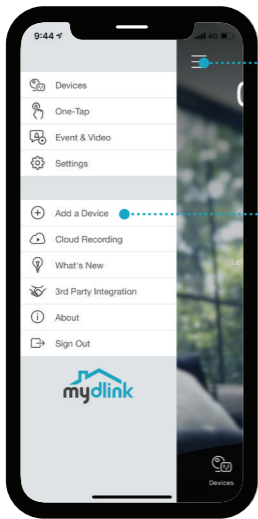 9:44
4G
Devices
One-Tap
Event & Video
Settings
Add a Device
Cloud Recording
What's New
3rd Party Integration
About
Sign Out
mydlink
Devices